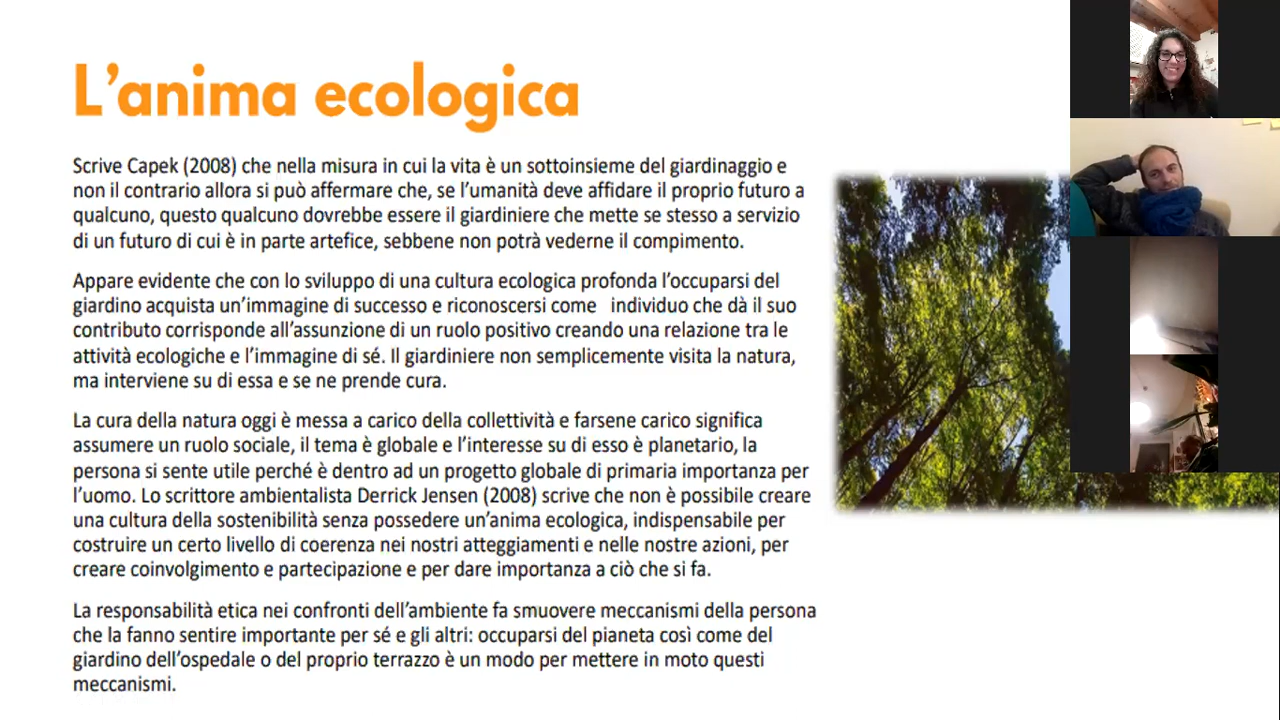 L'anima ecologica
Scrive Capek (2008) che nella misura in cui la vita è un sottoinsieme del giardinaggio e
non il contrario allora si può affermare che, se l'umanità deve affidare il proprio futuro a
qualcuno, questo qualcuno dovrebbe essere il giardiniere che mette se stesso a servizio
di un futuro di cui è in parte artefice, sebbene non potrà vederne il compimento.
Appare evidente che con lo sviluppo di una cultura ecologica profonda l'occuparsi del
giardino acquista un'immagine di successo e riconoscersi come individuo che dà il suo
contributo corrisponde all'assunzione di un ruolo positivo creando una relazione tra le
attività ecologiche e l'immagine di sé. Il giardiniere non semplicemente visita la natura,
ma interviene su di essa e se ne prende cura.
La cura della natura oggi è messa a carico della collettività e farsene carico significa
assumere un ruolo sociale, il tema è globale e l'interesse su di esso è planetario, la
persona si sente utile perché è dentro ad un progetto globale di primaria importanza per
l'uomo. Lo scrittore ambientalista Derrick Jensen (2008) scrive che non è possibile creare
una cultura della sostenibilità senza possedere un'anima ecologica, indispensabile per
costruire un certo livello di coerenza nei nostri atteggiamenti e nelle nostre azioni, per
creare coinvolgimento e partecipazione e per dare importanza a ciò che si fa.
La responsabilità etica nei confronti dell'ambiente fa smuovere meccanismi della persona
che la fanno sentire importante per sé e gli altri: occuparsi del pianeta così come del
giardino dell'ospedale o del proprio terrazzo è un modo per mettere in moto questi
meccanismi.